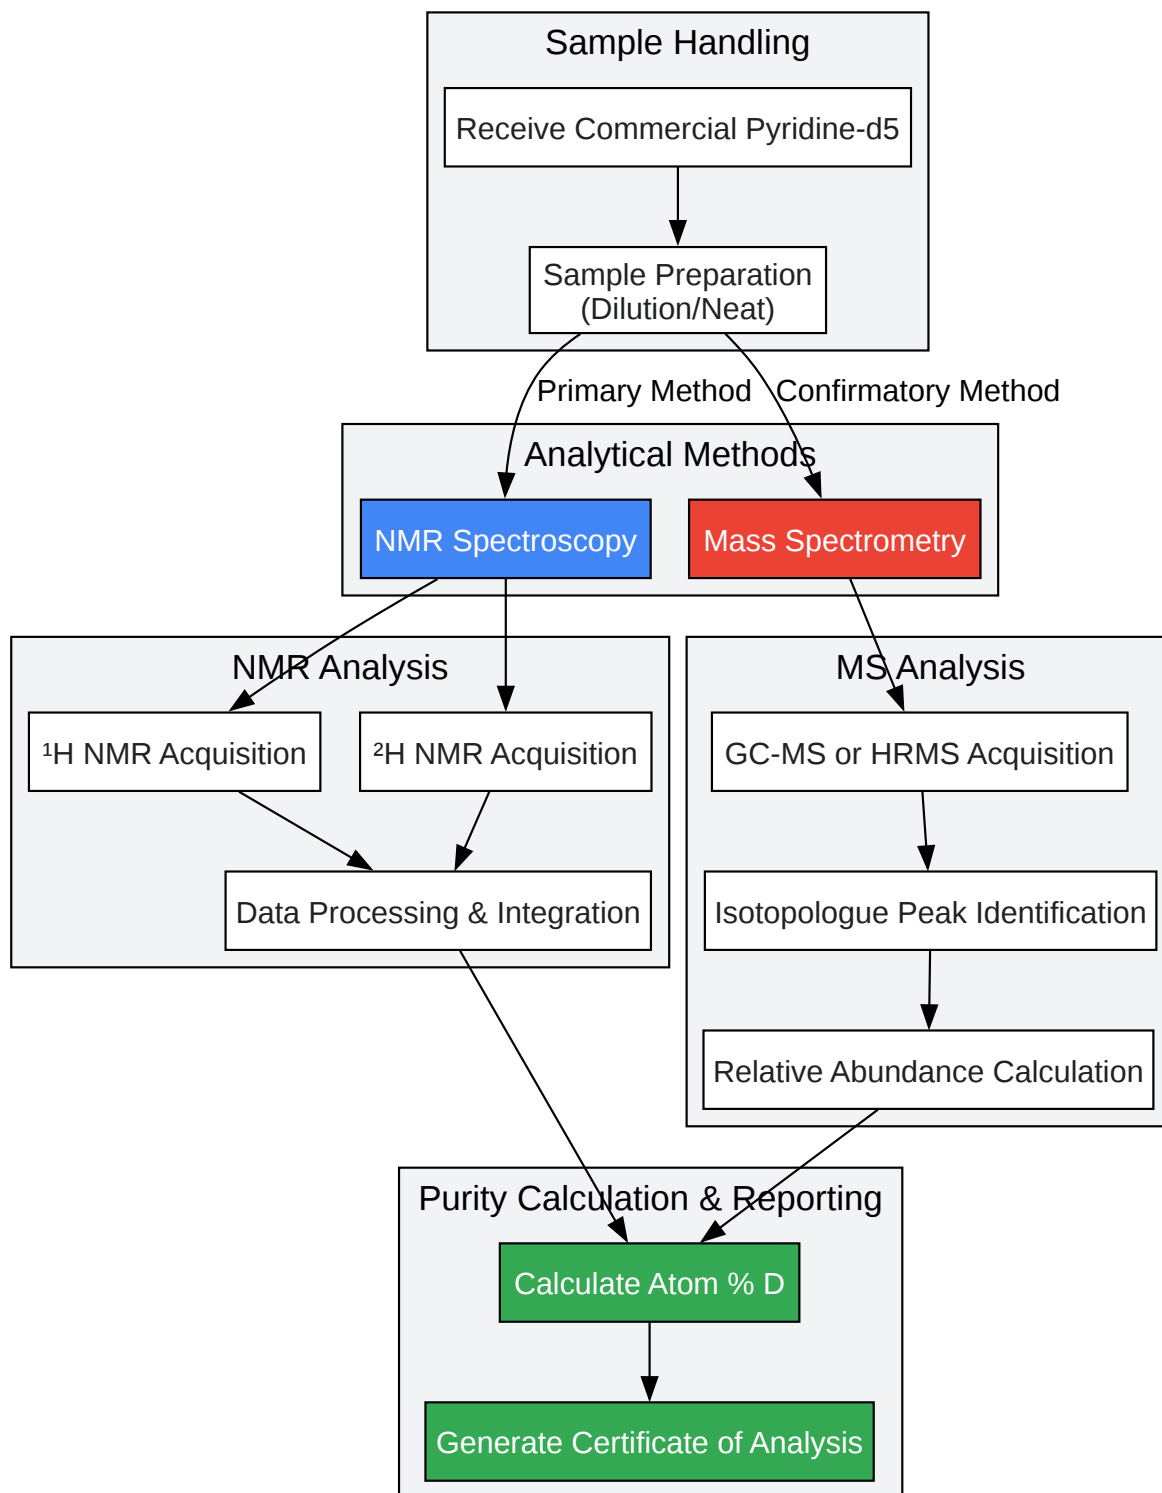 Sample Handling
Receive Commercial Pyridine-d5
Sample Preparation
(Dilution/Neat)
Primary Method
Confirmatory Method
Analytical Methods
NMR Spectroscopy
Mass Spectrometry
NMR Analysis
MS Analysis
¹H NMR Acquisition
²H NMR Acquisition
GC-MS or HRMS Acquisition
Data Processing & Integration
Isotopologue Peak Identification
Relative Abundance Calculation
Purity Calculation & Reporting
Calculate Atom % D
Generate Certificate of Analysis